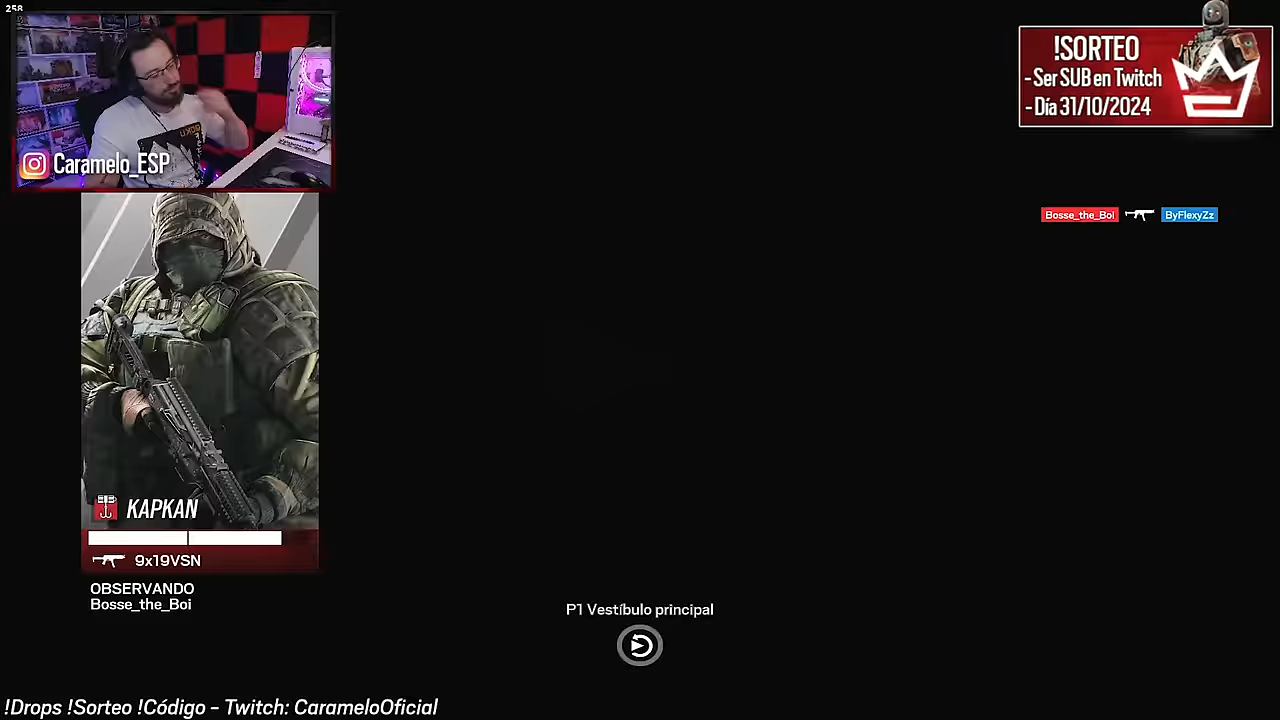 258
Caramelo_ESP
!SORTEO
- Ser SUB en Twitch
- Día 31/10/2024
Bosse_the_Boi ByFlexyZz
KAPKAN
9x19VSN
OBSERVANDO
Bosse_the_Boi
P1 Vestíbulo principal
!Drops !Sorteo !Código - Twitch: CarameloOficial